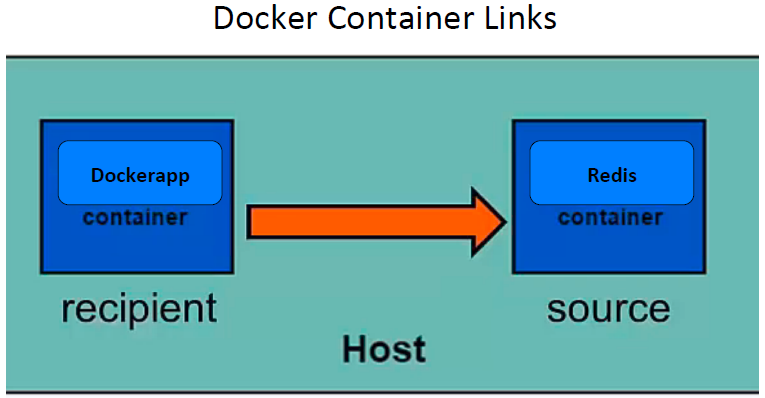 Docker Container Links
Dockerapp
container
recipient
Redis
container
source
Host